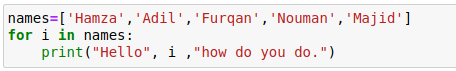 names=['Hamza','Adil','Furqan','Nouman','Majid']
for i in names:
    print("Hello", i ,"how do you do.")